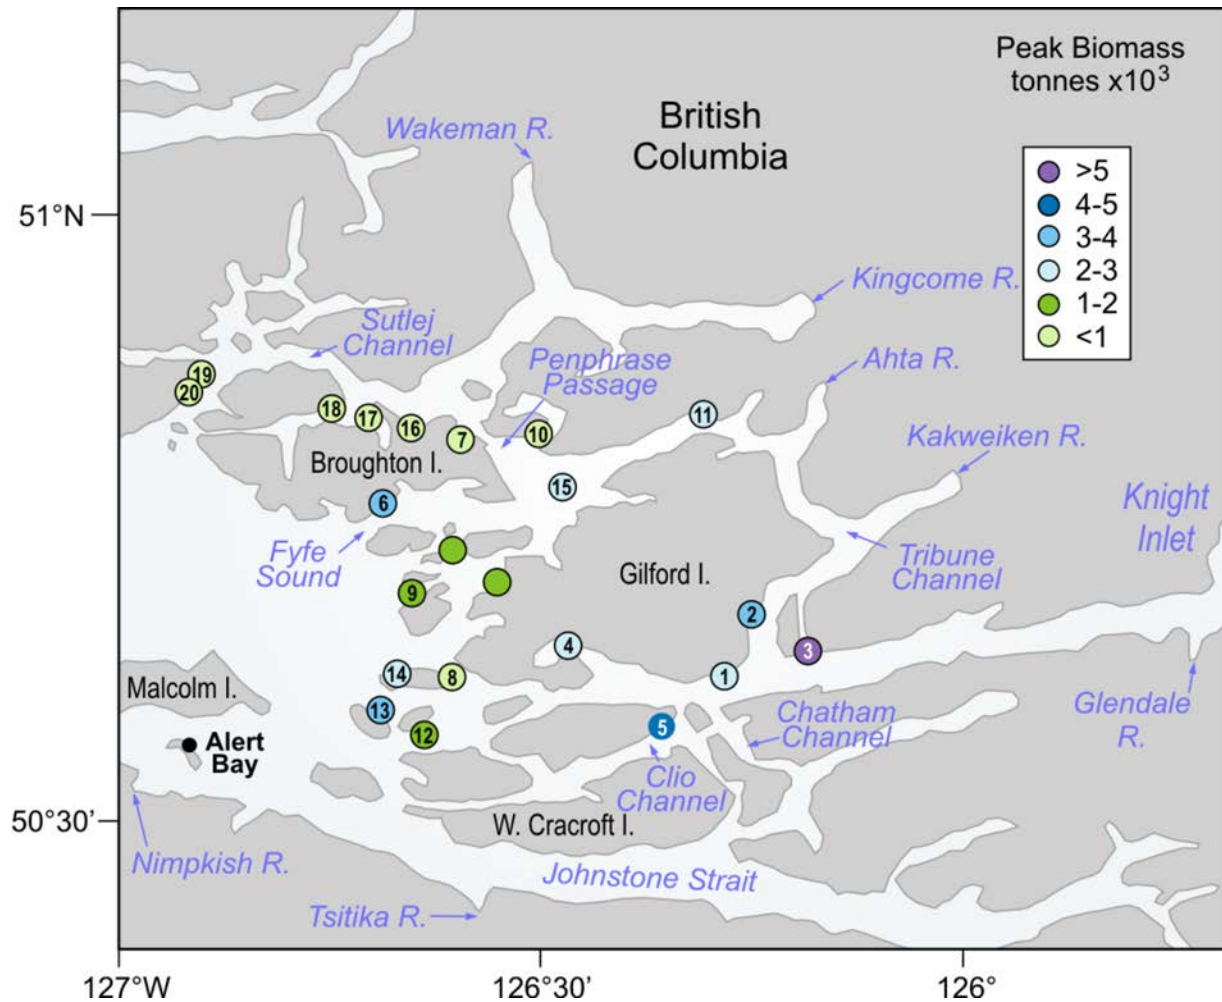 Peak Biomass
tonnes x10³
British
Columbia
Wakeman R.
>5
4-5
3-4
2-3
1-2
<1
51°N
Kingcome R.
Sutlej
Channel
Penphrase
Passage
Ahta R.
19
20
18
17
16
7
10
11
Kakweiken R.
Broughton I.
15
6
Knight
Inlet
Fyfe
Sound
Tribune
Channel
Gilford I.
9
2
4
3
14
8
1
Malcolm I.
13
Glendale
R.
Chatham
Channel
5
12
Alert
Bay
Clio
Channel
50°30'
W. Cracroft I.
Nimpkish R.
Johnstone Strait
Tsitika R.
127°W
126°30'
126°